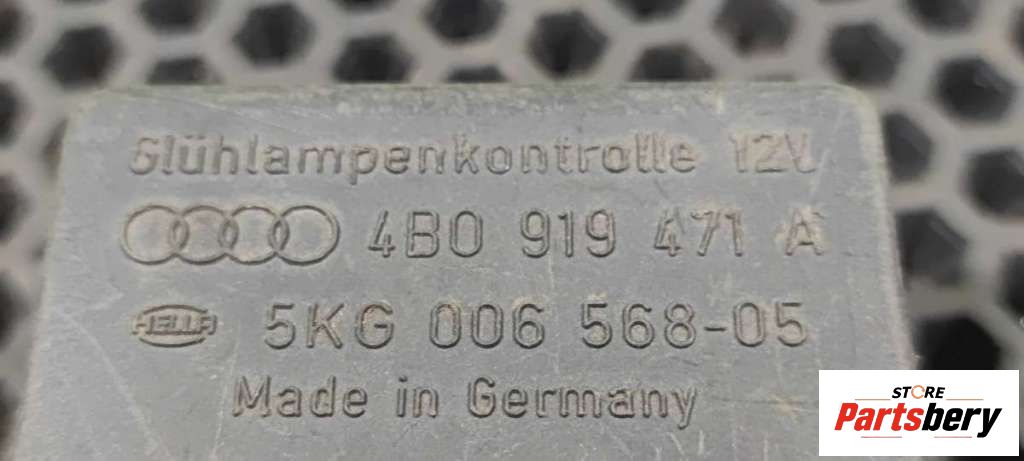 Glühlampenkontrolle 12V
4B0 919 471 A
HELLA 5KG 006 568-05
Made in Germany
STORE
Partsbery